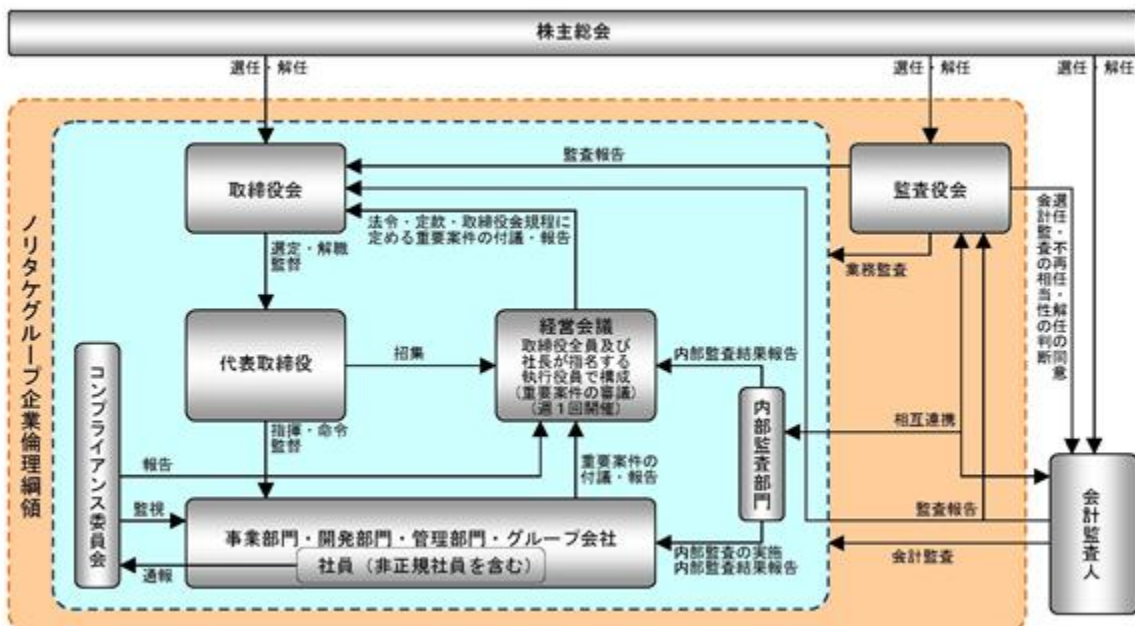 株主総会
選任・解任
選任・解任
選任・解任
ノリタケグループ企業倫理綱領
取締役会
監査報告
監査役会
法令・定款・取締役会規程に
定める重要案件の付議・報告
選定・解職
監督
業務監査
選任・不再任・解任の同意
会計監査の相当性の判断
代表取締役
招集
経営会議
取締役全員及び
社長が指名する
執行役員で構成
(重要案件の審議)
(週1回開催)
内部監査結果報告
内部監査部門
相互連携
コンプライアンス委員会
指揮・命令
監督
報告
重要案件の
付議・報告
監視
事業部門・開発部門・管理部門・グループ会社
社員(非正規社員を含む)
通報
内部監査の実施
内部監査結果報告
監査報告
会計監査
会計監査人